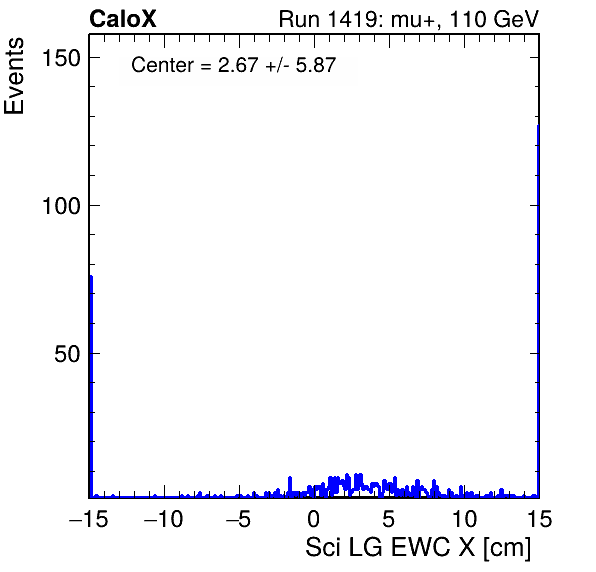 CaloX
Run 1419: mu+, 110 GeV
Events
Center = 2.67 +/- 5.87
150
100
50
−15 −10 −5 0 5 10 15
Sci LG EWC X [cm]